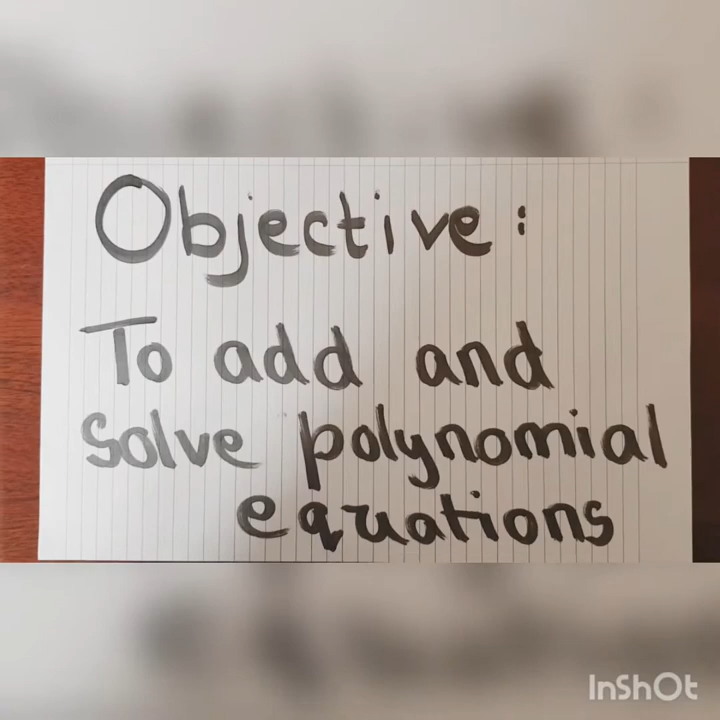 Objective:
To add and
solve polynomial
equations
InShOt